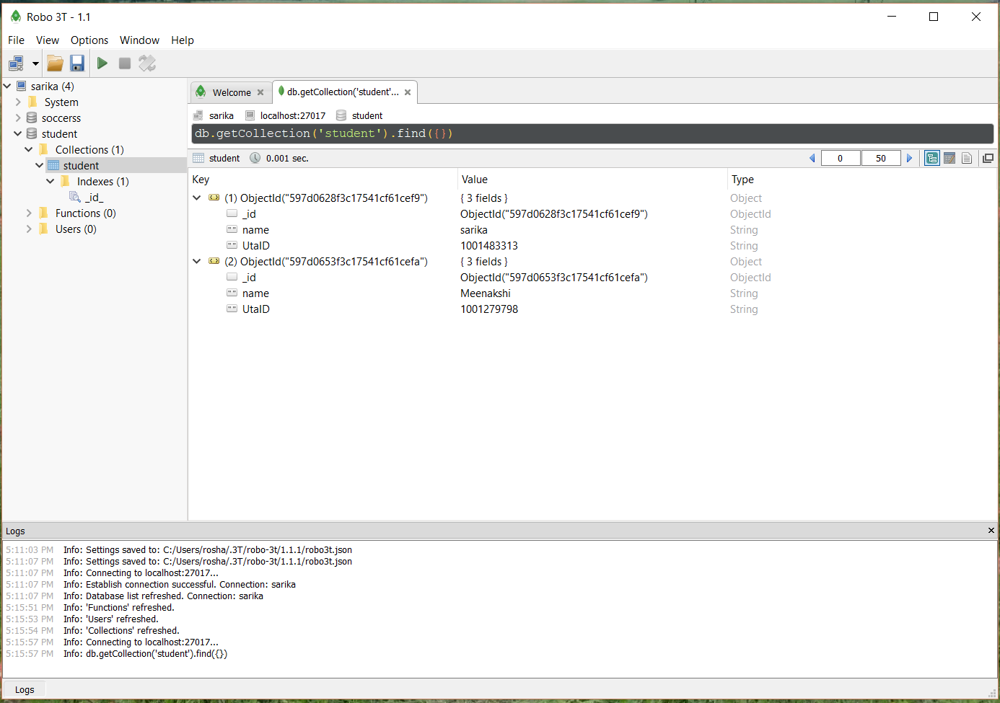 Robo 3T - 1.1
File View Options Window Help
sarika (4)
System
soccerss
student
Collections (1)
student
Indexes (1)
_id_
Functions (0)
Users (0)
Welcome
db.getCollection('student'...
sarika localhost:27017 student
db.getCollection('student').find({})
student 0.001 sec. 0 50
Key Value Type
(1) ObjectId("597d0628f3c17541cf61cef9") { 3 fields } Object
_id ObjectId("597d0628f3c17541cf61cef9") ObjectId
name sarika String
UtaID 1001483313 String
(2) ObjectId("597d0653f3c17541cf61cefa") { 3 fields } Object
_id ObjectId("597d0653f3c17541cf61cefa") ObjectId
name Meenakshi String
UtaID 1001279798 String
Logs
5:11:03 PM Info: Settings saved to: C:/Users/rosha/.3T/robo-3t/1.1.1/robo3t.json
5:11:07 PM Info: Settings saved to: C:/Users/rosha/.3T/robo-3t/1.1.1/robo3t.json
5:11:07 PM Info: Connecting to localhost:27017...
5:11:07 PM Info: Establish connection successful. Connection: sarika
5:11:07 PM Info: Database list refreshed. Connection: sarika
5:15:51 PM Info: 'Functions' refreshed.
5:15:53 PM Info: 'Users' refreshed.
5:15:54 PM Info: 'Collections' refreshed.
5:15:57 PM Info: Connecting to localhost:27017...
5:15:57 PM Info: db.getCollection('student').find({})
Logs